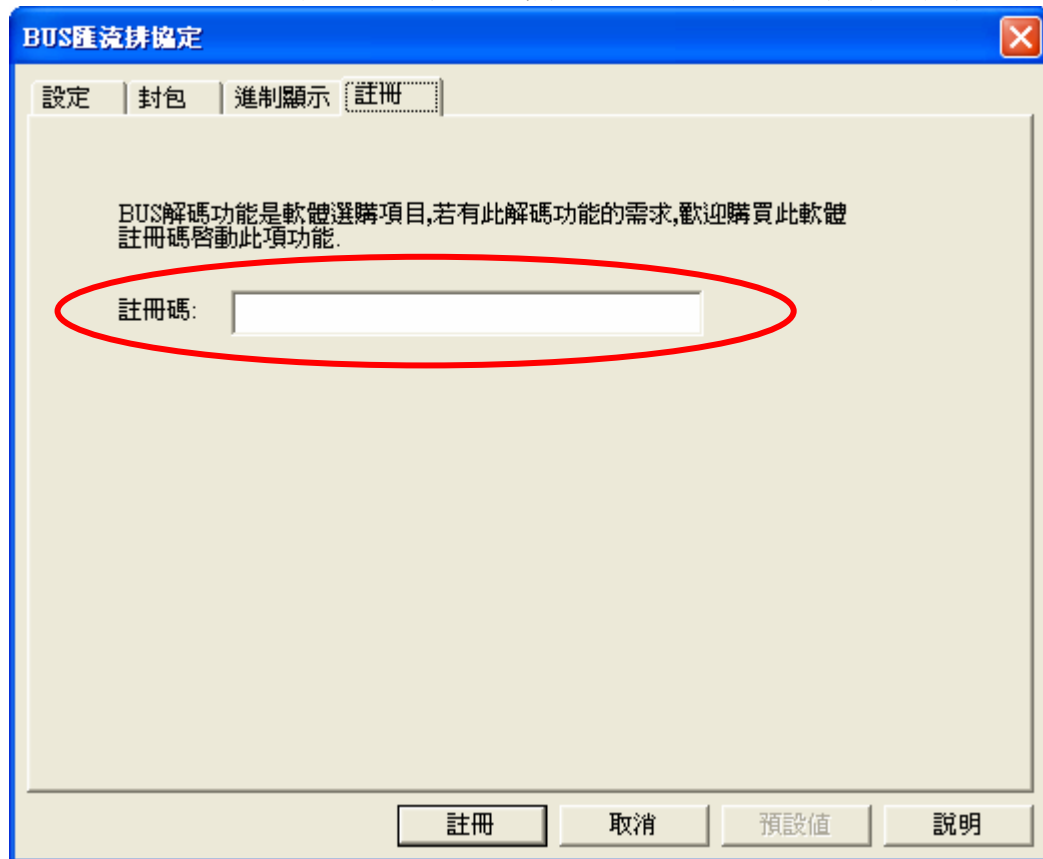 BUS匯流排協定
設定 封包 進制顯示 註冊
BUS解碼功能是軟體選購項目,若有此解碼功能的需求,歡迎購買此軟體
註冊碼啓動此項功能.
註冊碼:
註冊 取消 預設值 說明